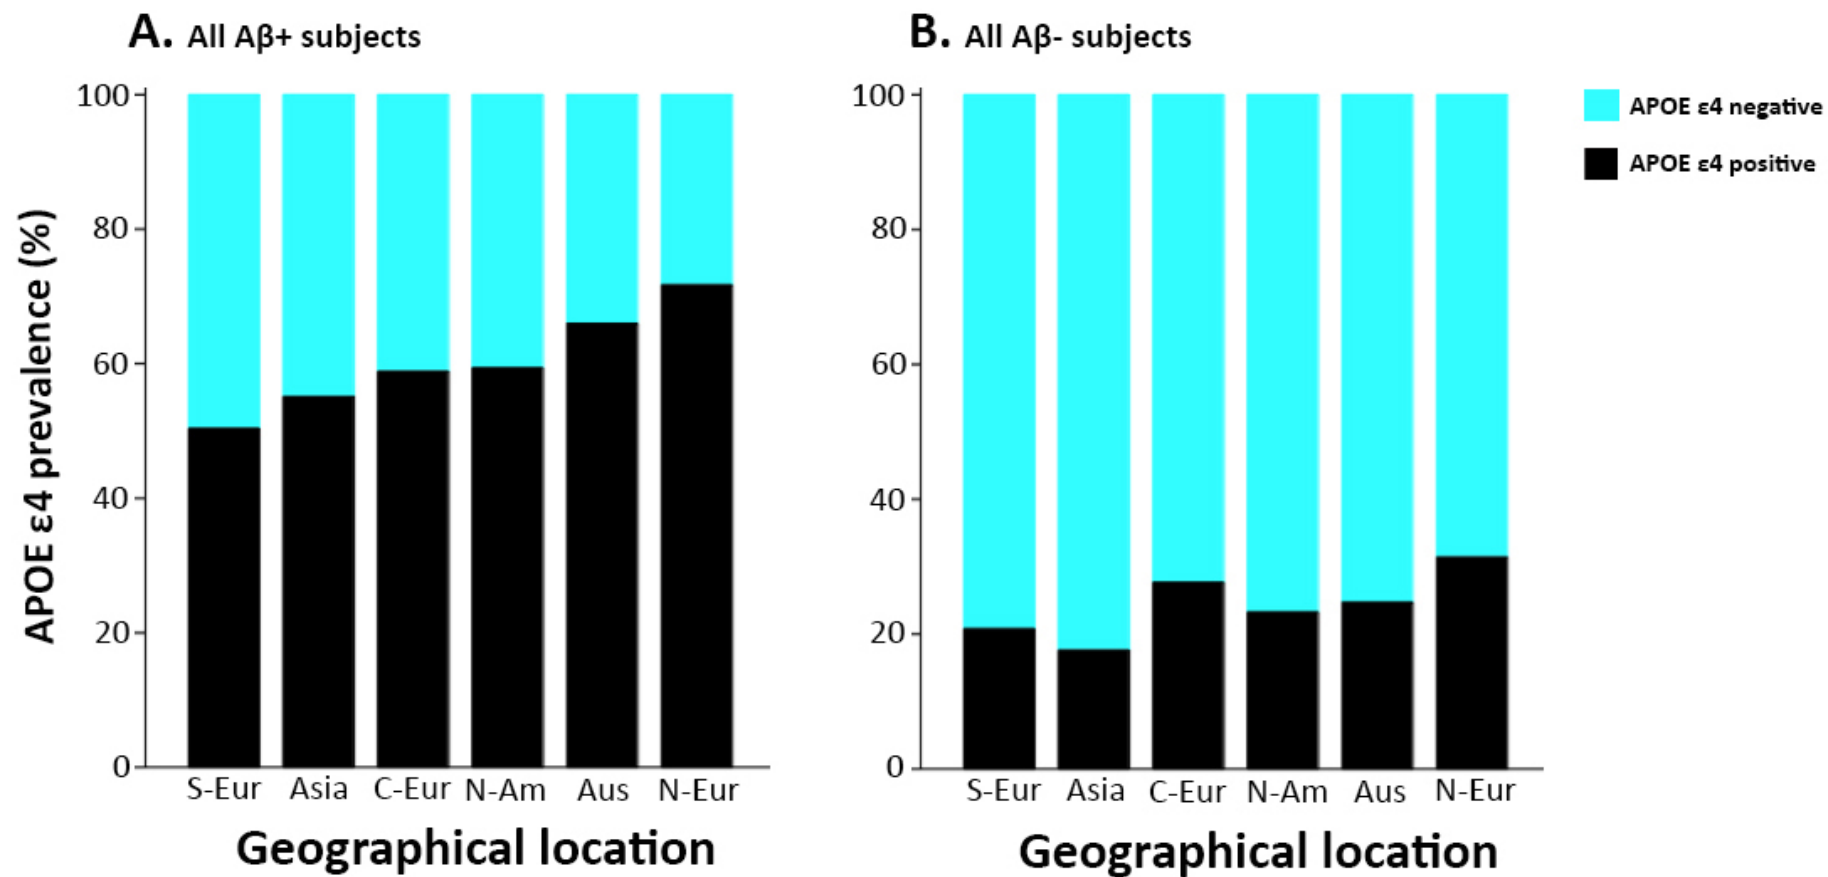 A. All Aβ+ subjects
B. All Aβ- subjects
APOE ε4 negative
APOE ε4 positive
APOE ε4 prevalence (%)
100
80
60
40
20
0
S-Eur Asia C-Eur N-Am Aus N-Eur
Geographical location
100
80
60
40
20
0
S-Eur Asia C-Eur N-Am Aus N-Eur
Geographical location